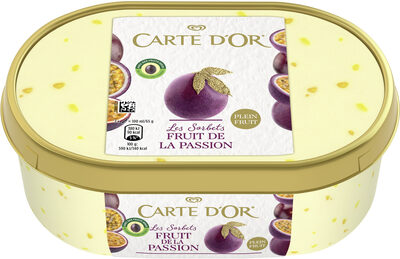 CARTE D'OR
Les Sorbets
FRUIT DE
LA PASSION
PLEIN
FRUIT
CARTE D'OR
Les Sorbets
FRUIT
DE LA
PASSION
PLEIN
FRUIT